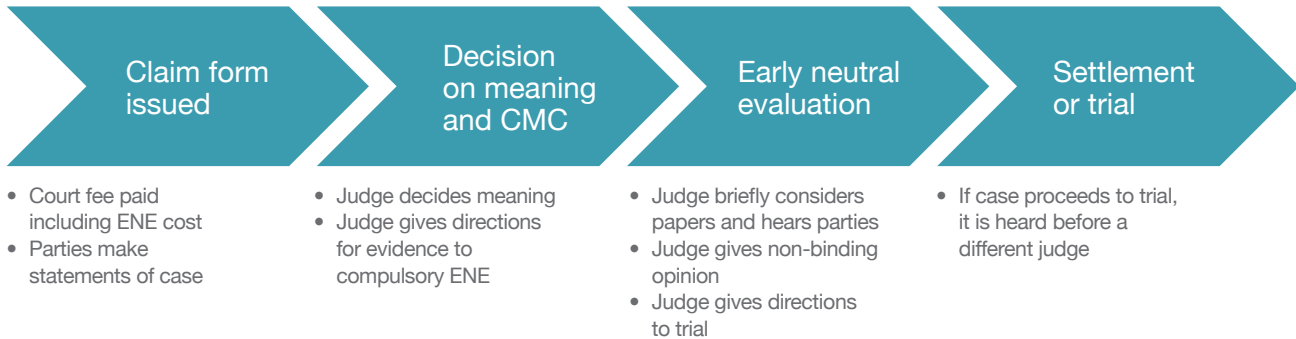 Claim form
issued
Decision
on meaning
and CMC
Early neutral
evaluation
Settlement
or trial
• Court fee paid
including ENE cost
• Parties make
statements of case
• Judge decides meaning
• Judge gives directions
for evidence to
compulsory ENE
• Judge briefly considers
papers and hears parties
• Judge gives non-binding
opinion
• Judge gives directions
to trial
• If case proceeds to trial,
it is heard before a
different judge